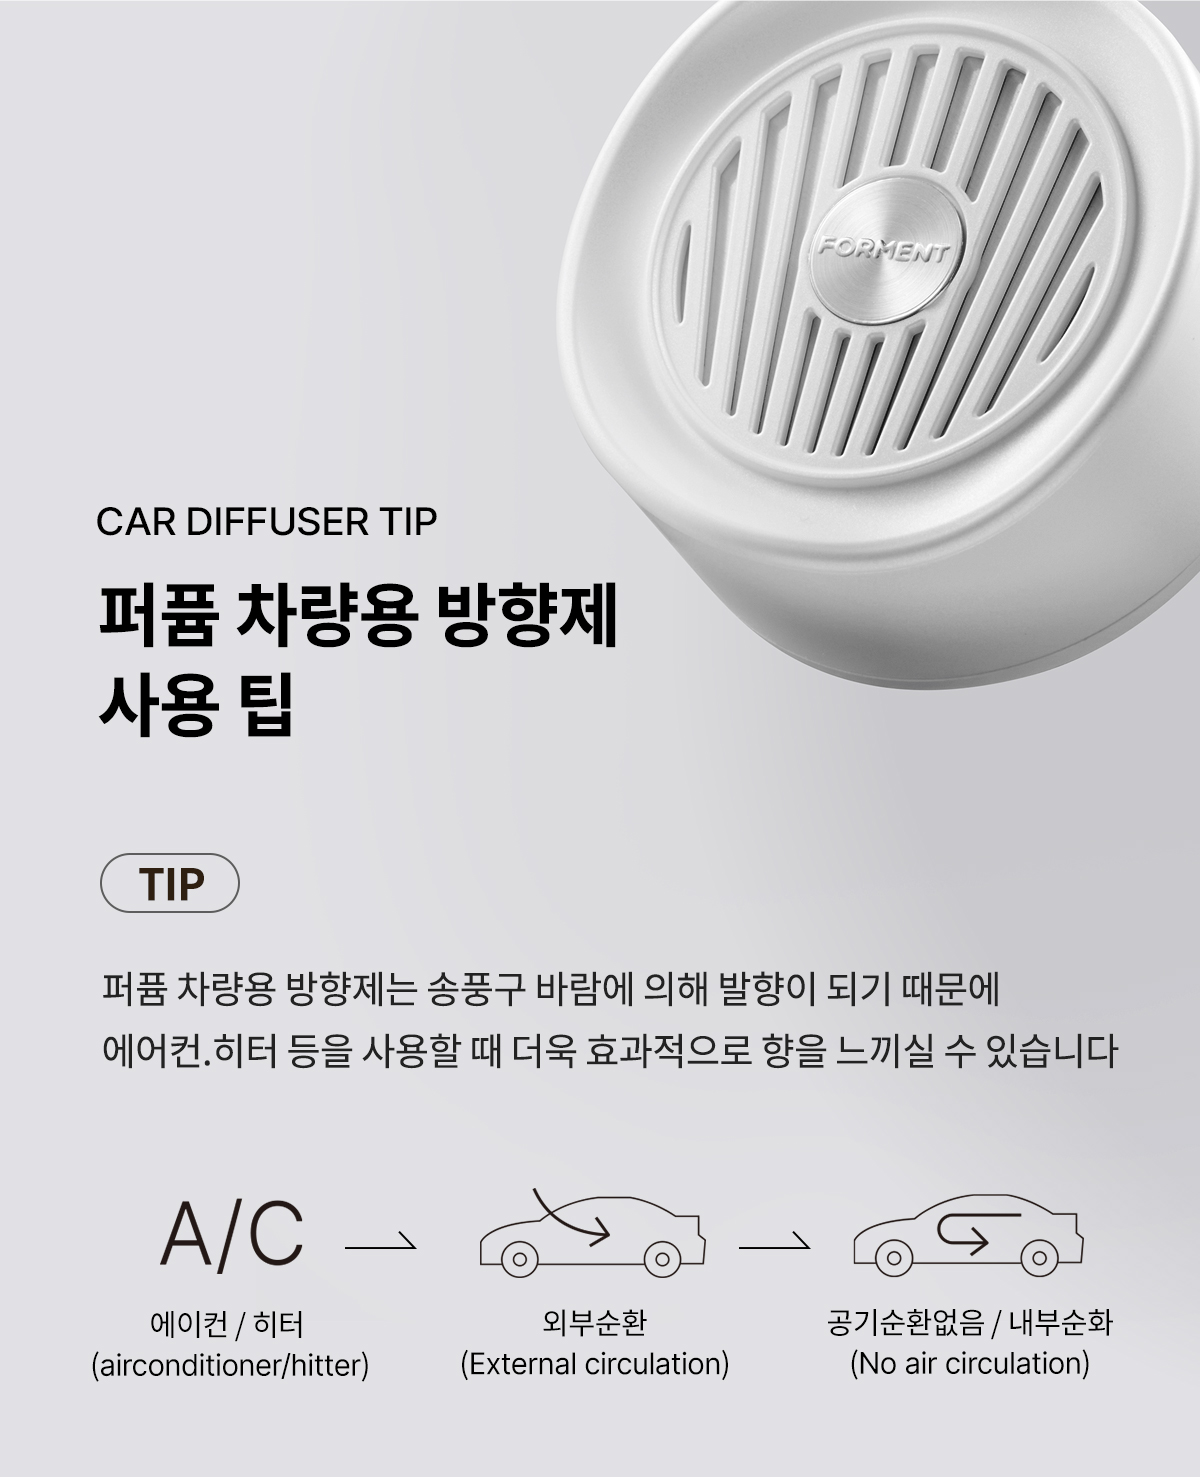 FORMENT
CAR DIFFUSER TIP
퍼퓸 차량용 방향제
사용 팁
TIP
퍼퓸 차량용 방향제는 송풍구 바람에 의해 발향이 되기 때문에
에어컨.히터 등을 사용할 때 더욱 효과적으로 향을 느끼실 수 있습니다
A/C
에이컨 / 히터
(airconditioner/hitter)
외부순환
(External circulation)
공기순환없음 / 내부순화
(No air circulation)